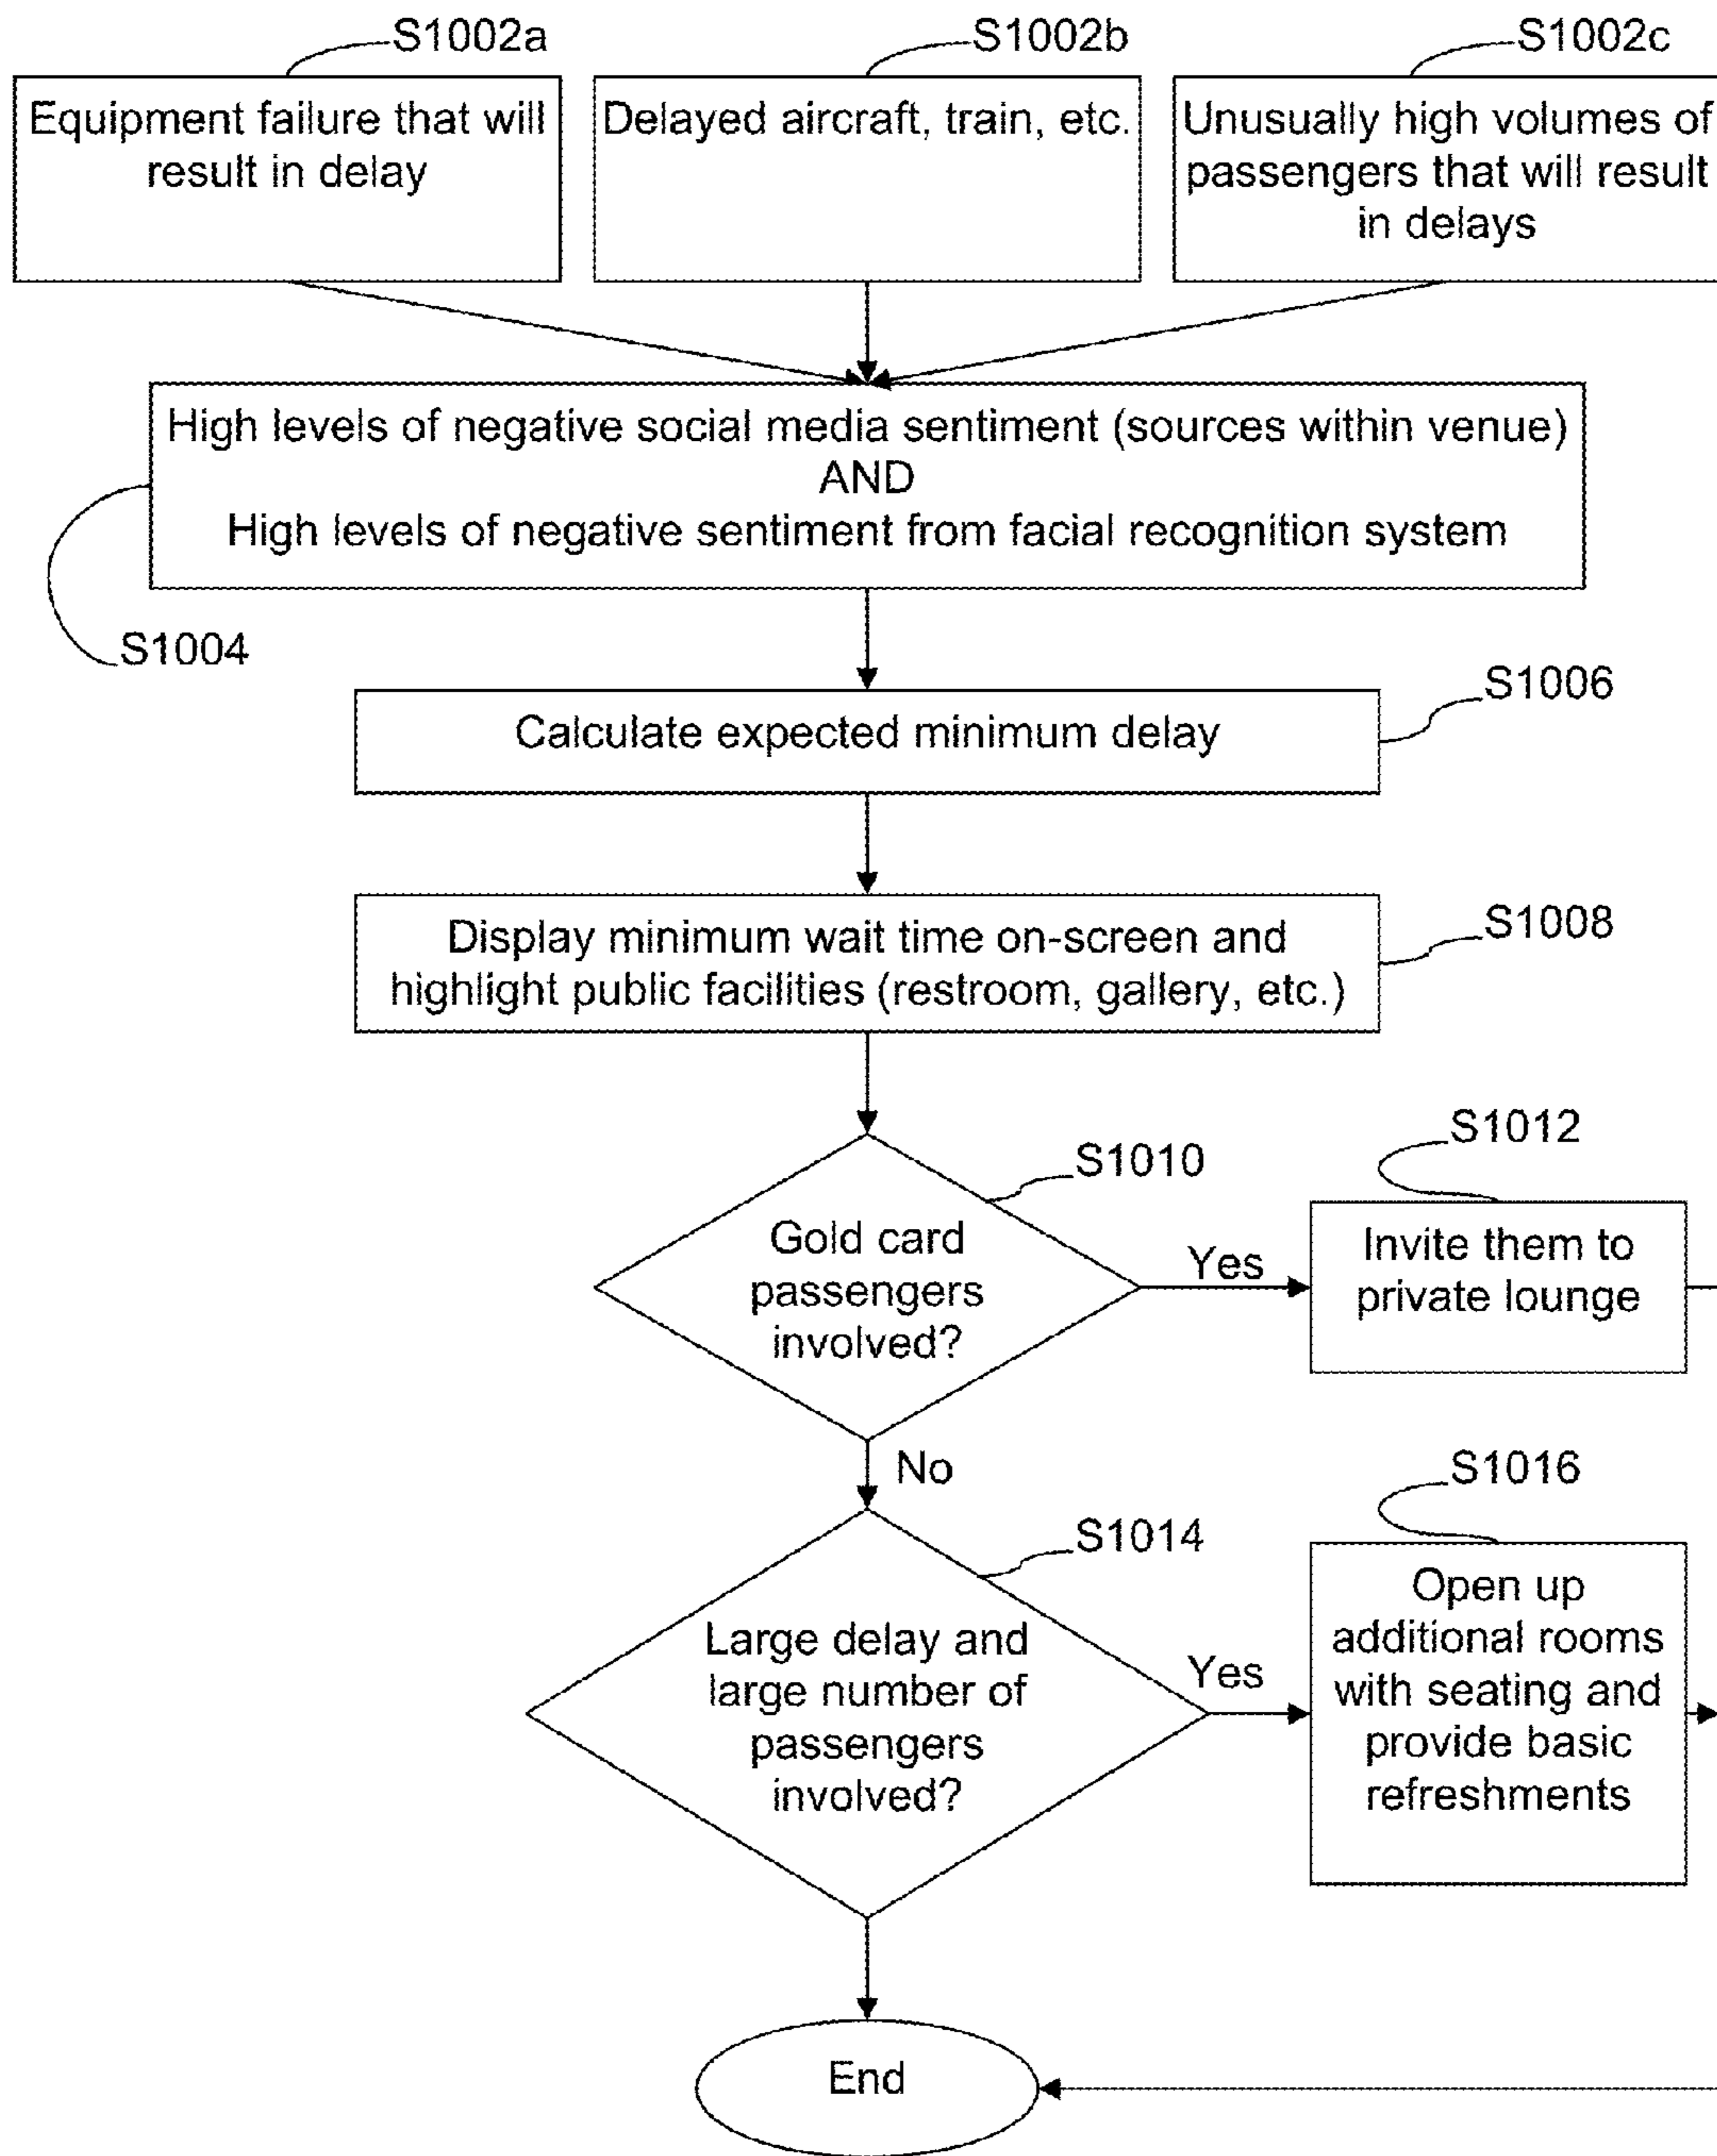 S1002a
S1002b
S1002c
Equipment failure that will
result in delay
Delayed aircraft, train, etc.
Unusually high volumes of
passengers that will result
in delays
High levels of negative social media sentiment (sources within venue)
AND
High levels of negative sentiment from facial recognition system
S1004
S1006
Calculate expected minimum delay
S1008
Display minimum wait time on-screen and
highlight public facilities (restroom, gallery, etc.)
S1010
S1012
Gold card
passengers
involved?
Yes
Invite them to
private lounge
No
S1014
S1016
Large delay and
large number of
passengers
involved?
Yes
Open up
additional rooms
with seating and
provide basic
refreshments
End